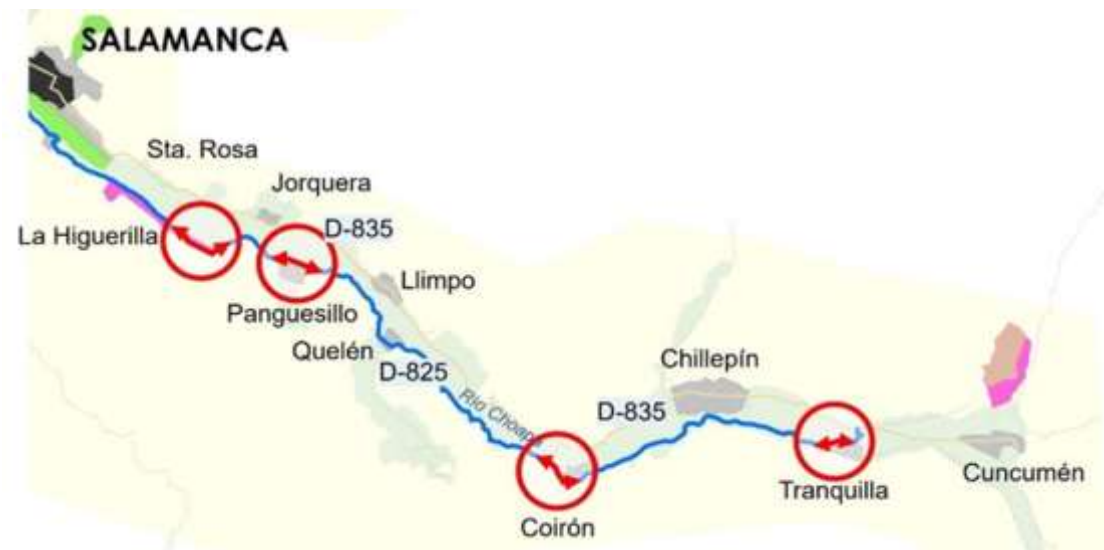 SALAMANCA
Sta. Rosa
Jorquera
D-835
La Higuerilla
Llimpo
Panguesillo
Quelén
D-825
Chillepín
Río Choapa
D-835
Cuncumén
Tranquilla
Coirón